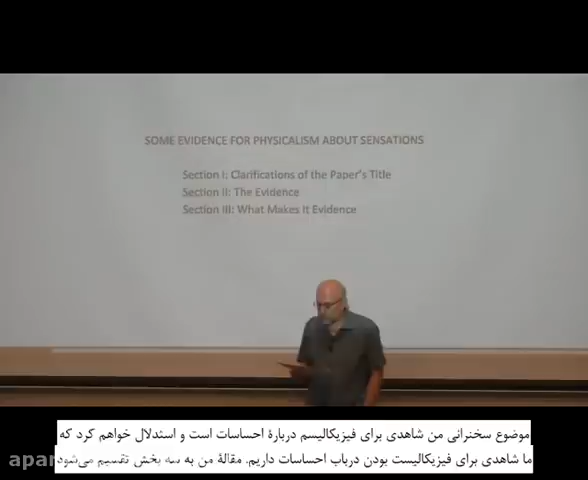 SOME EVIDENCE FOR PHYSICALISM ABOUT SENSATIONS
Section I: Clarifications of the Paper's Title
Section II: The Evidence
Section III: What Makes It Evidence
موضوع سخنرانی من شاهدی برای فیزیکالیسم دربارهٔ احساسات است و استدلال خواهم کرد که
ما شاهدی برای فیزیکالیست بودن درباب احساسات داریم. مقالهٔ من به سه بخش تقسیم می‌شود
apar